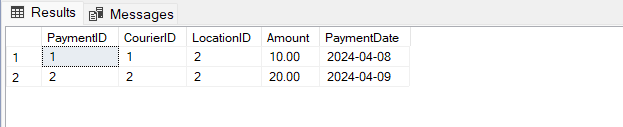 Results Messages
PaymentID CourierID LocationID Amount PaymentDate
1 1 1 2 10.00 2024-04-08
2 2 2 2 20.00 2024-04-09